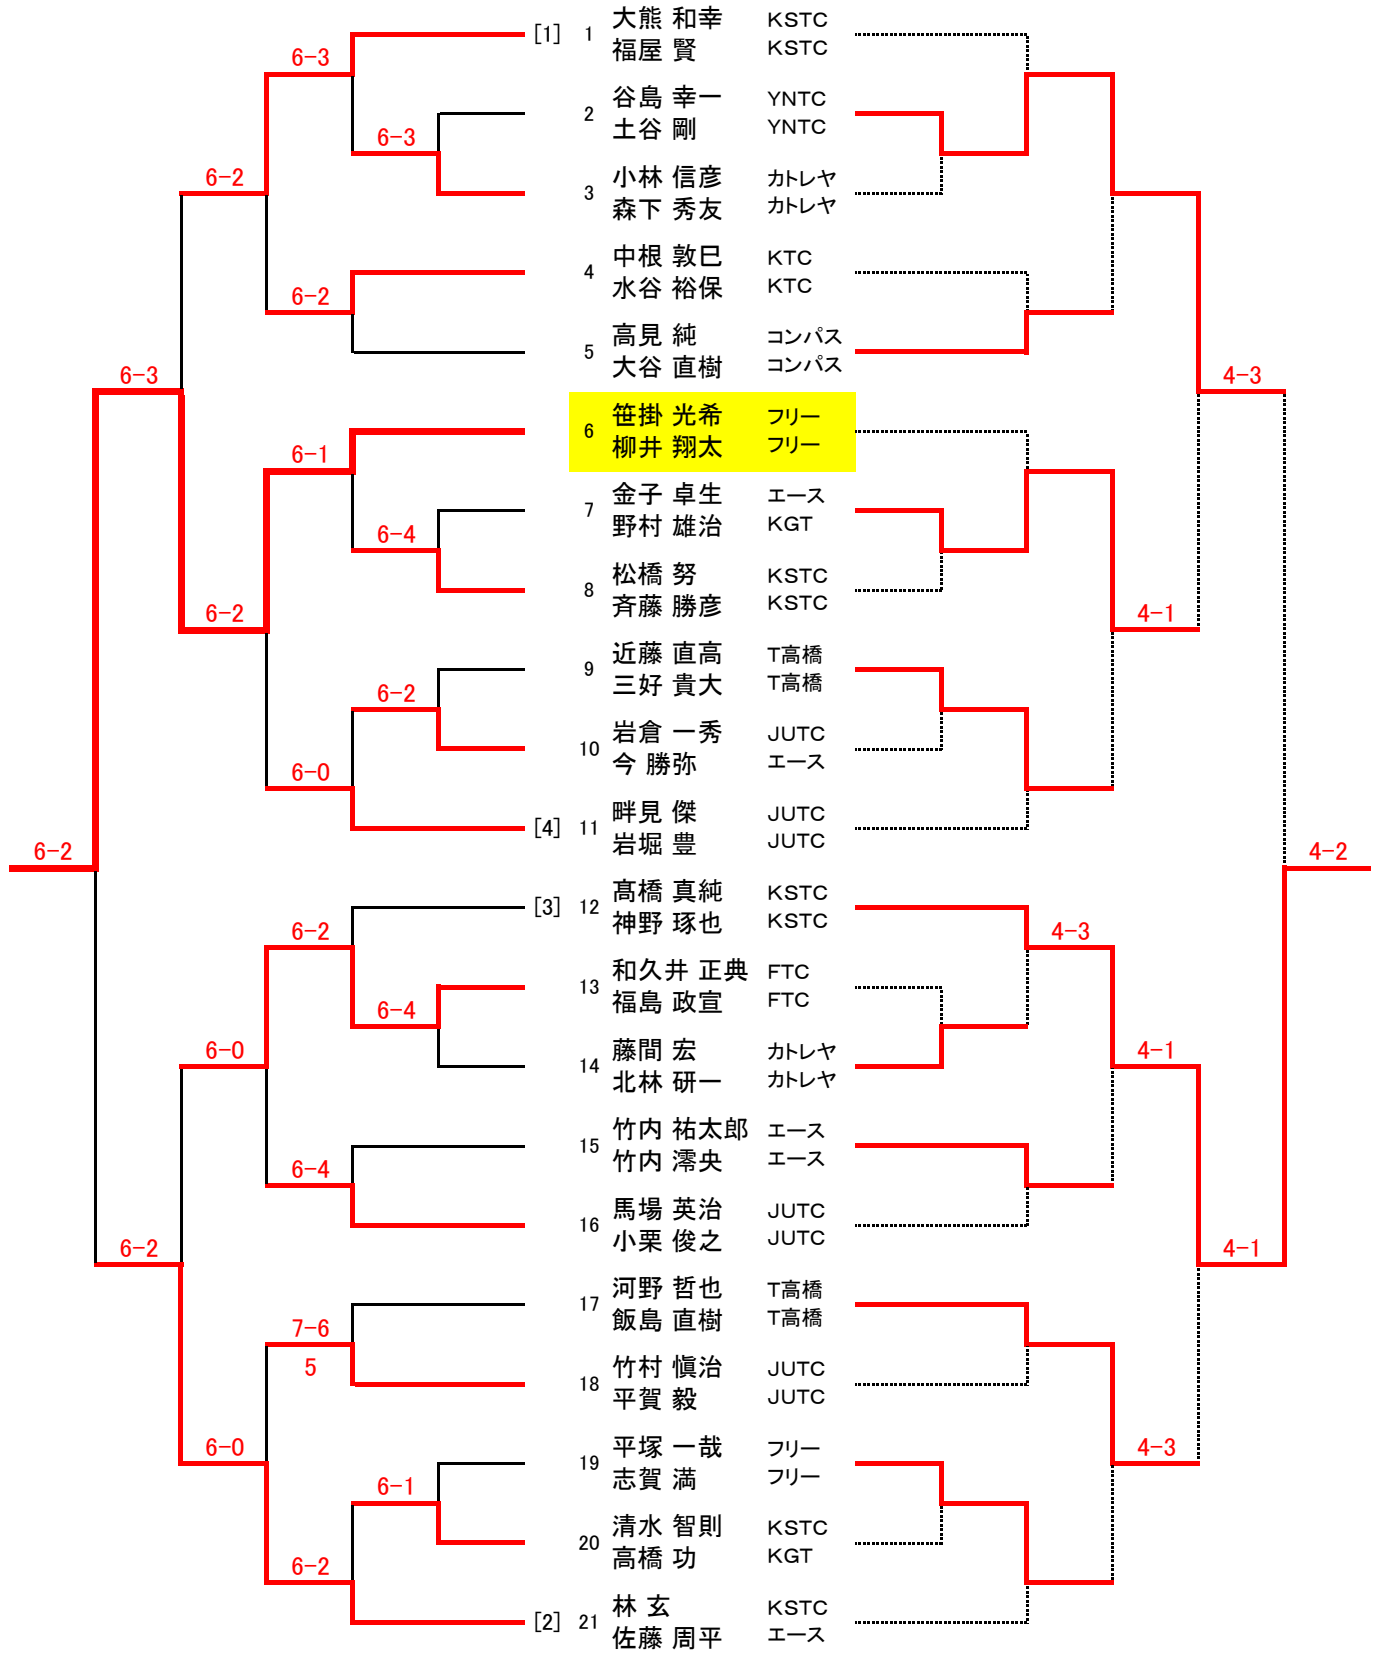 [1] 1 大熊 和幸 KSTC
福屋 賢 KSTC
6-3
2 谷島 幸一 YNTC
土谷 剛 YNTC
6-3
6-2
3 小林 信彦 カトレヤ
森下 秀友 カトレヤ
4 中根 敦巳 KTC
水谷 裕保 KTC
6-2
5 高見 純 コンパス
大谷 直樹 コンパス
6-3 4-3
6 笹掛 光希 フリー
柳井 翔太 フリー
6-1
7 金子 卓生 エース
野村 雄治 KGT
6-4
8 松橋 努 KSTC
斉藤 勝彦 KSTC
6-2 4-1
9 近藤 直高 T高橋
三好 貴大 T高橋
6-2
10 岩倉 一秀 JUTC
今 勝弥 エース
6-0
[4] 11 畔見 傑 JUTC
岩堀 豊 JUTC
6-2 4-2
[3] 12 髙橋 真純 KSTC
神野 琢也 KSTC
6-2 4-3
13 和久井 正典 FTC
福島 政宣 FTC
6-4
6-0 4-1
14 藤間 宏 カトレヤ
北林 研一 カトレヤ
15 竹内 祐太郎 エース
竹内 澪央 エース
6-4
16 馬場 英治 JUTC
小栗 俊之 JUTC
6-2 4-1
17 河野 哲也 T高橋
飯島 直樹 T高橋
7-6
5
18 竹村 愼治 JUTC
平賀 毅 JUTC
6-0 4-3
19 平塚 一哉 フリー
志賀 満 フリー
6-1
20 清水 智則 KSTC
高橋 功 KGT
6-2
[2] 21 林 玄 KSTC
佐藤 周平 エース